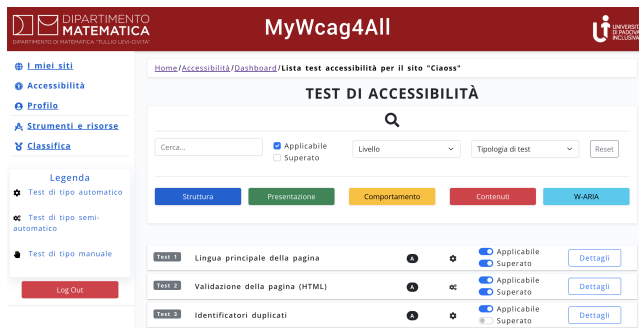 DIPARTIMENTO
MATEMATICA
DIPARTIMENTO DI MATEMATICA "TULLIO LEVI-CIVITA"
MyWcag4All
UNIVERSITÀ
DI PADOVA
INCLUSIVA
I miei siti
Accessibilità
Profilo
Strumenti e risorse
Classifica
Legenda
Test di tipo automatico
Test di tipo semi-
automatico
Test di tipo manuale
Log Out
Home/Accessibilità/Dashboard/Lista test accessibilità per il sito "Ciaoss"
TEST DI ACCESSIBILITÀ
Cerca...
Applicabile
Superato
Livello
Tipologia di test
Reset
Struttura
Presentazione
Comportamento
Contenuti
W-ARIA
Test 1 Lingua principale della pagina A Applicabile
Superato
Dettagli
Test 2 Validazione della pagina (HTML) A Applicabile
Superato
Dettagli
Test 3 Identificatori duplicati A Applicabile
Superato
Dettagli